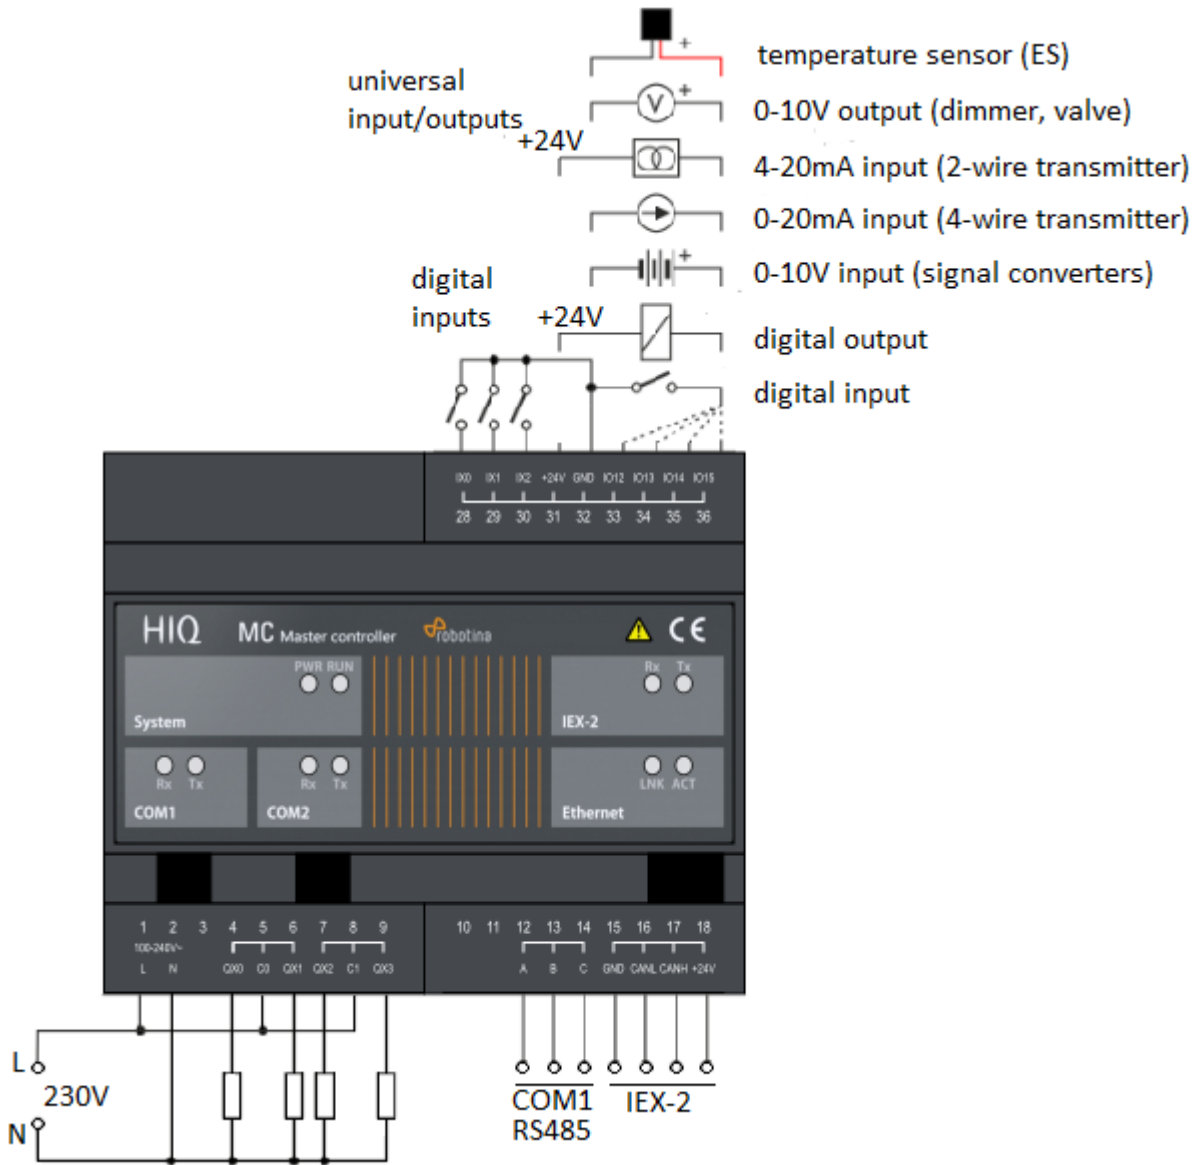 +
temperature sensor (ES)
universal
input/outputs
V
+
0-10V output (dimmer, valve)
+24V
4-20mA input (2-wire transmitter)
0-20mA input (4-wire transmitter)
+
0-10V input (signal converters)
digital
inputs
+24V
digital output
digital input
IX0 IX1 IX2 +24V GND IO12 IO13 IO14 IO15
28 29 30 31 32 33 34 35 36
HIQ MC Master controller robotina CE
PWR RUN
System
Rx Tx
IEX-2
Rx Tx
COM1
Rx Tx
COM2
LNK ACT
Ethernet
1 2 3 4 5 6 7 8 9
100-240V~
L N QX0 C0 QX1 QX2 C1 QX3
10 11 12 13 14 15 16 17 18
A B C GND CANL CANH +24V
L
230V
N
COM1
RS485
IEX-2